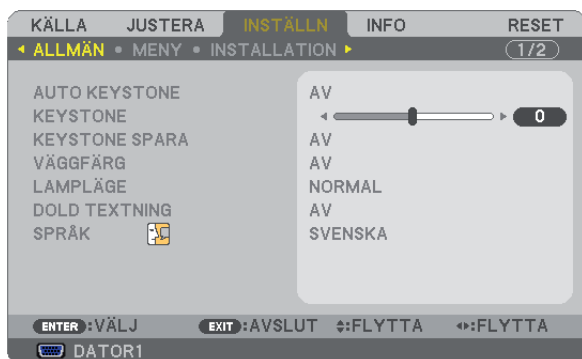 KÄLLA JUSTERA INSTÄLLN INFO RESET
ALLMÄN • MENY • INSTALLATION 1/2
AUTO KEYSTONE AV
KEYSTONE 0
KEYSTONE SPARA AV
VÄGGFÄRG AV
LAMPLÄGE NORMAL
DOLD TEXTNING AV
SPRÅK SVENSKA
ENTER :VÄLJ EXIT :AVSLUT :FLYTTA :FLYTTA
DATOR1